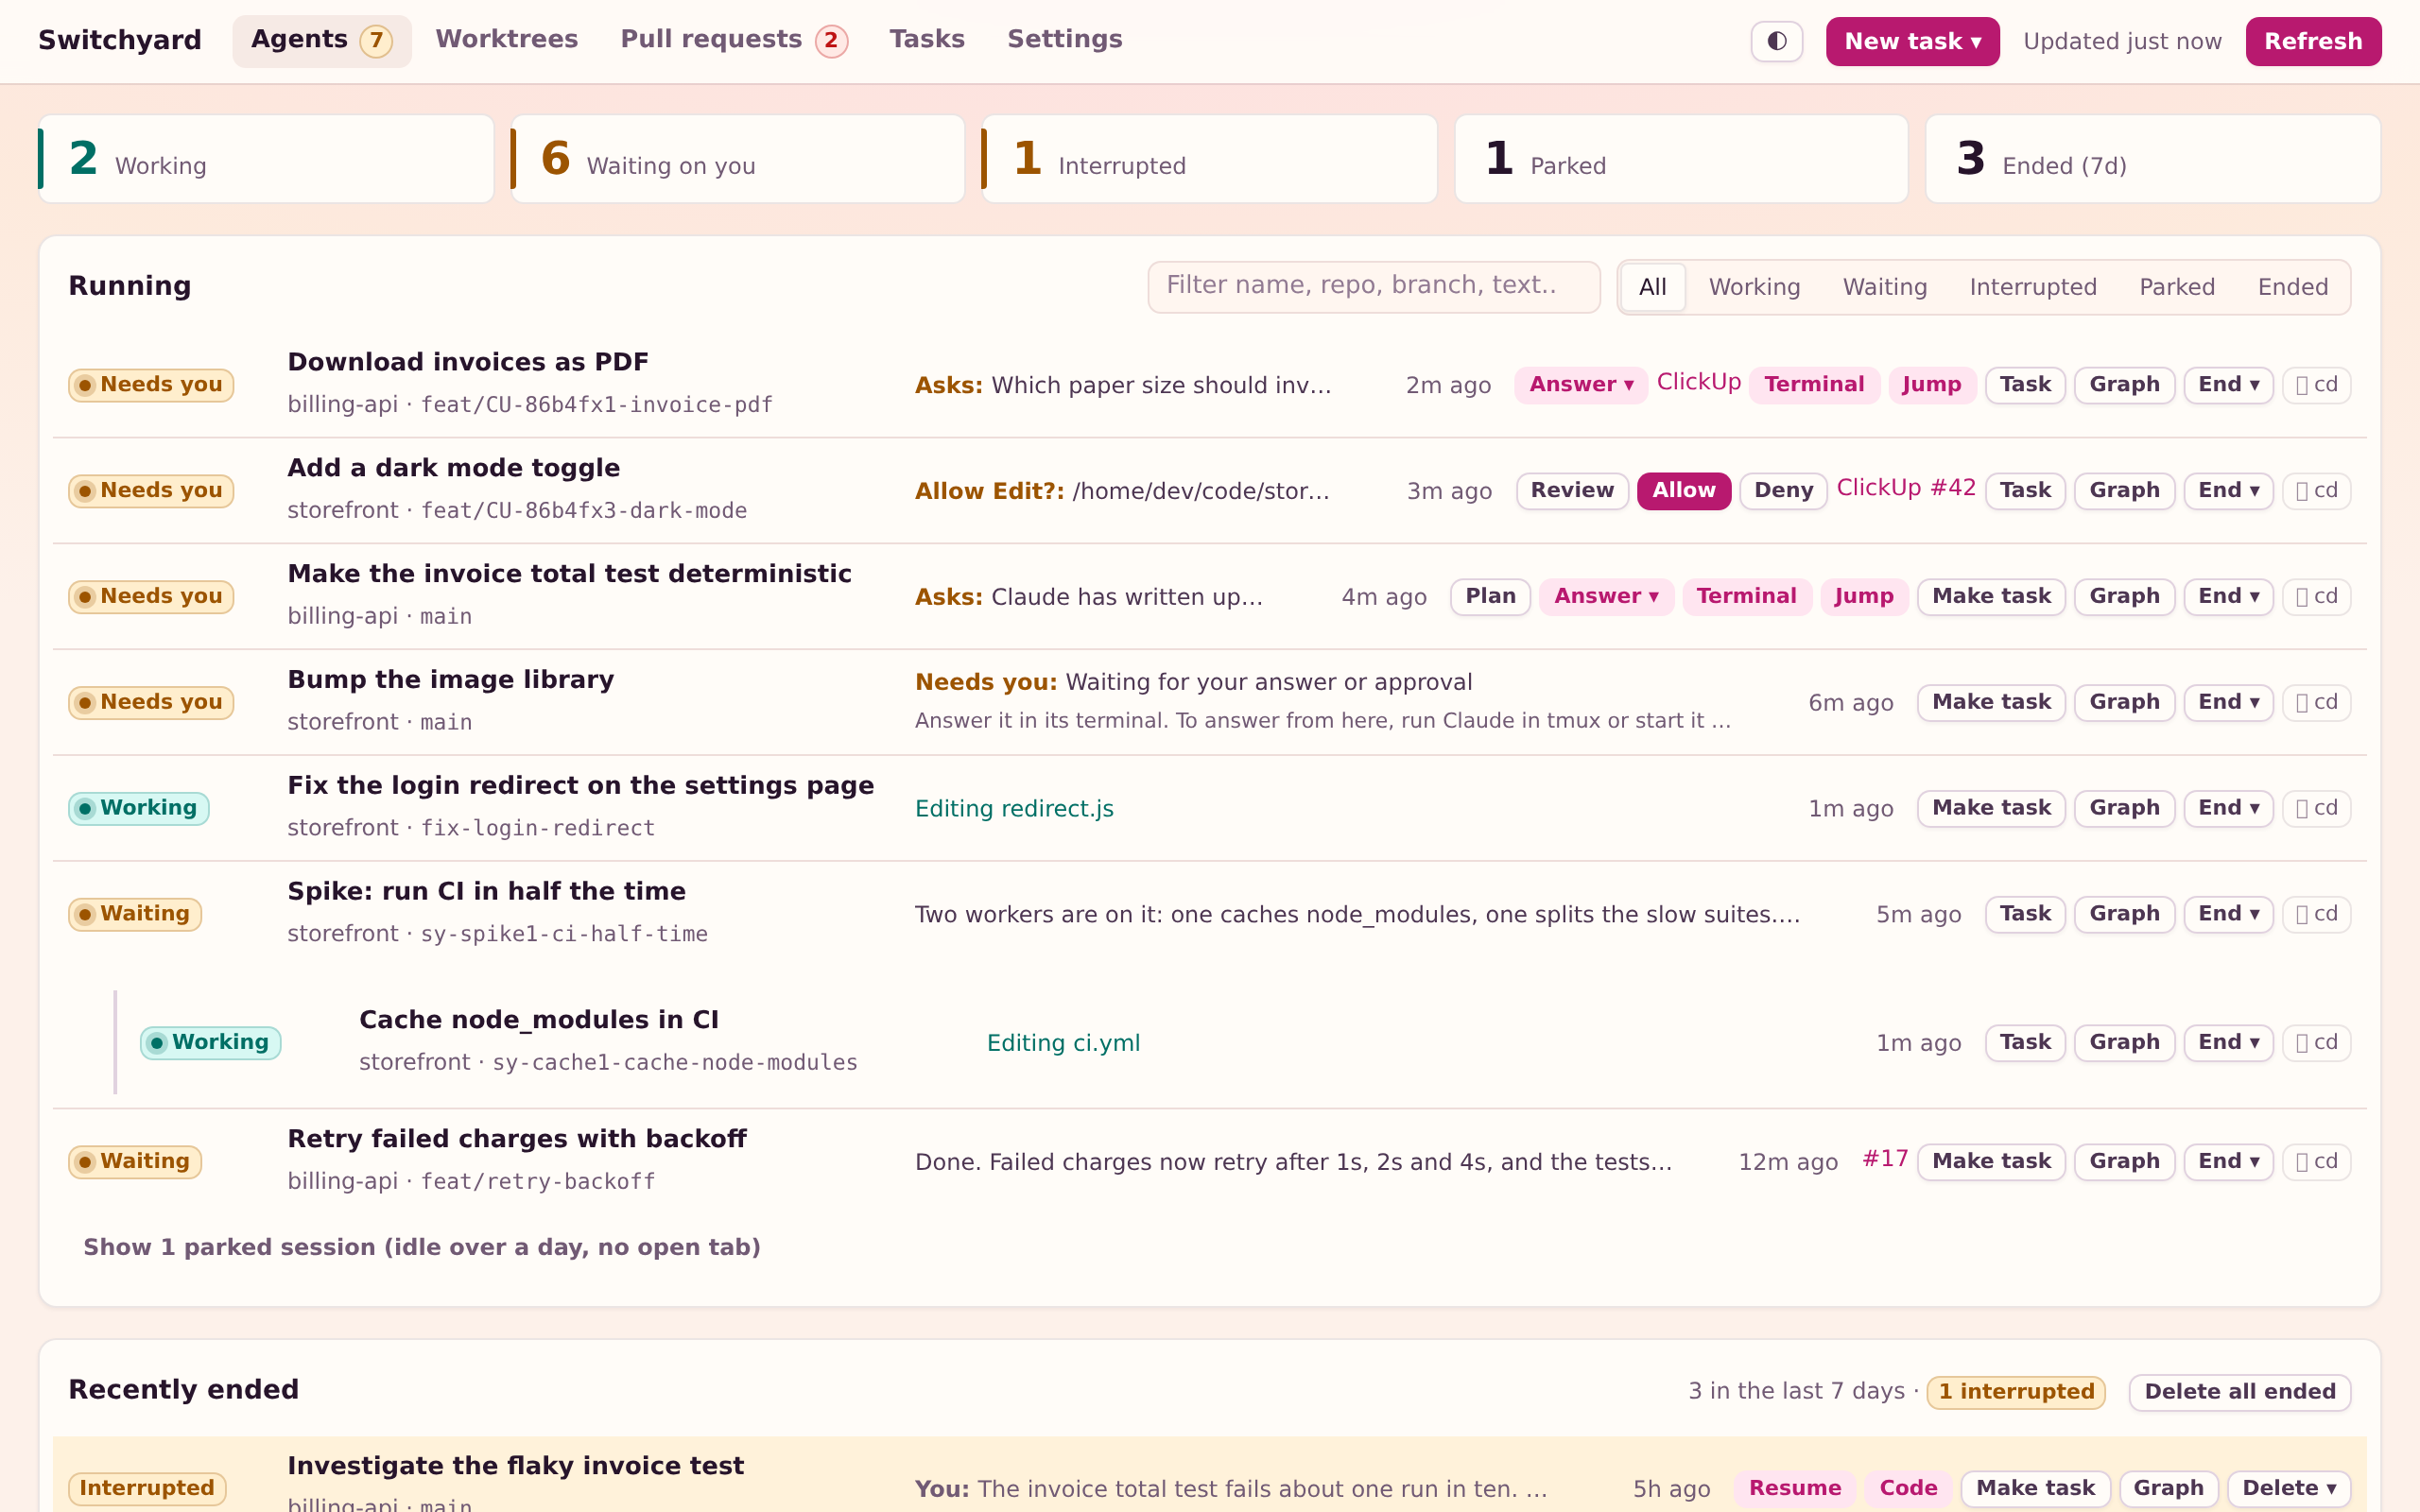 Switchyard Agents 7 Worktrees Pull requests 2 Tasks Settings New task ▾ Updated just now Refresh
2 Working 6 Waiting on you 1 Interrupted 1 Parked 3 Ended (7d)
Running Filter name, repo, branch, text.. All Working Waiting Interrupted Parked Ended
Download invoices as PDF
Needs you Asks: Which paper size should inv… 2m ago Answer ▾ ClickUp Terminal Jump Task Graph End ▾ cd
billing-api · feat/CU-86b4fx1-invoice-pdf
Add a dark mode toggle
Needs you Allow Edit?: /home/dev/code/stor… 3m ago Review Allow Deny ClickUp #42 Task Graph End ▾ cd
storefront · feat/CU-86b4fx3-dark-mode
Make the invoice total test deterministic
Needs you Asks: Claude has written up… 4m ago Plan Answer ▾ Terminal Jump Make task Graph End ▾ cd
billing-api · main
Bump the image library
Needs you: Waiting for your answer or approval
Needs you 6m ago Make task Graph End ▾ cd
storefront · main
Answer it in its terminal. To answer from here, run Claude in tmux or start it …
Fix the login redirect on the settings page
Working Editing redirect.js 1m ago Make task Graph End ▾ cd
storefront · fix-login-redirect
Spike: run CI in half the time
Waiting Two workers are on it: one caches node_modules, one splits the slow suites.… 5m ago Task Graph End ▾ cd
storefront · sy-spike1-ci-half-time
Cache node_modules in CI
Working Editing ci.yml 1m ago Task Graph End ▾ cd
storefront · sy-cache1-cache-node-modules
Retry failed charges with backoff
Waiting Done. Failed charges now retry after 1s, 2s and 4s, and the tests… 12m ago #17 Make task Graph End ▾ cd
billing-api · feat/retry-backoff
Show 1 parked session (idle over a day, no open tab)
Recently ended 3 in the last 7 days · 1 interrupted Delete all ended
Investigate the flaky invoice test
Interrupted You: The invoice total test fails about one run in ten. … 5h ago Resume Code Make task Graph Delete ▾
billing-api · main